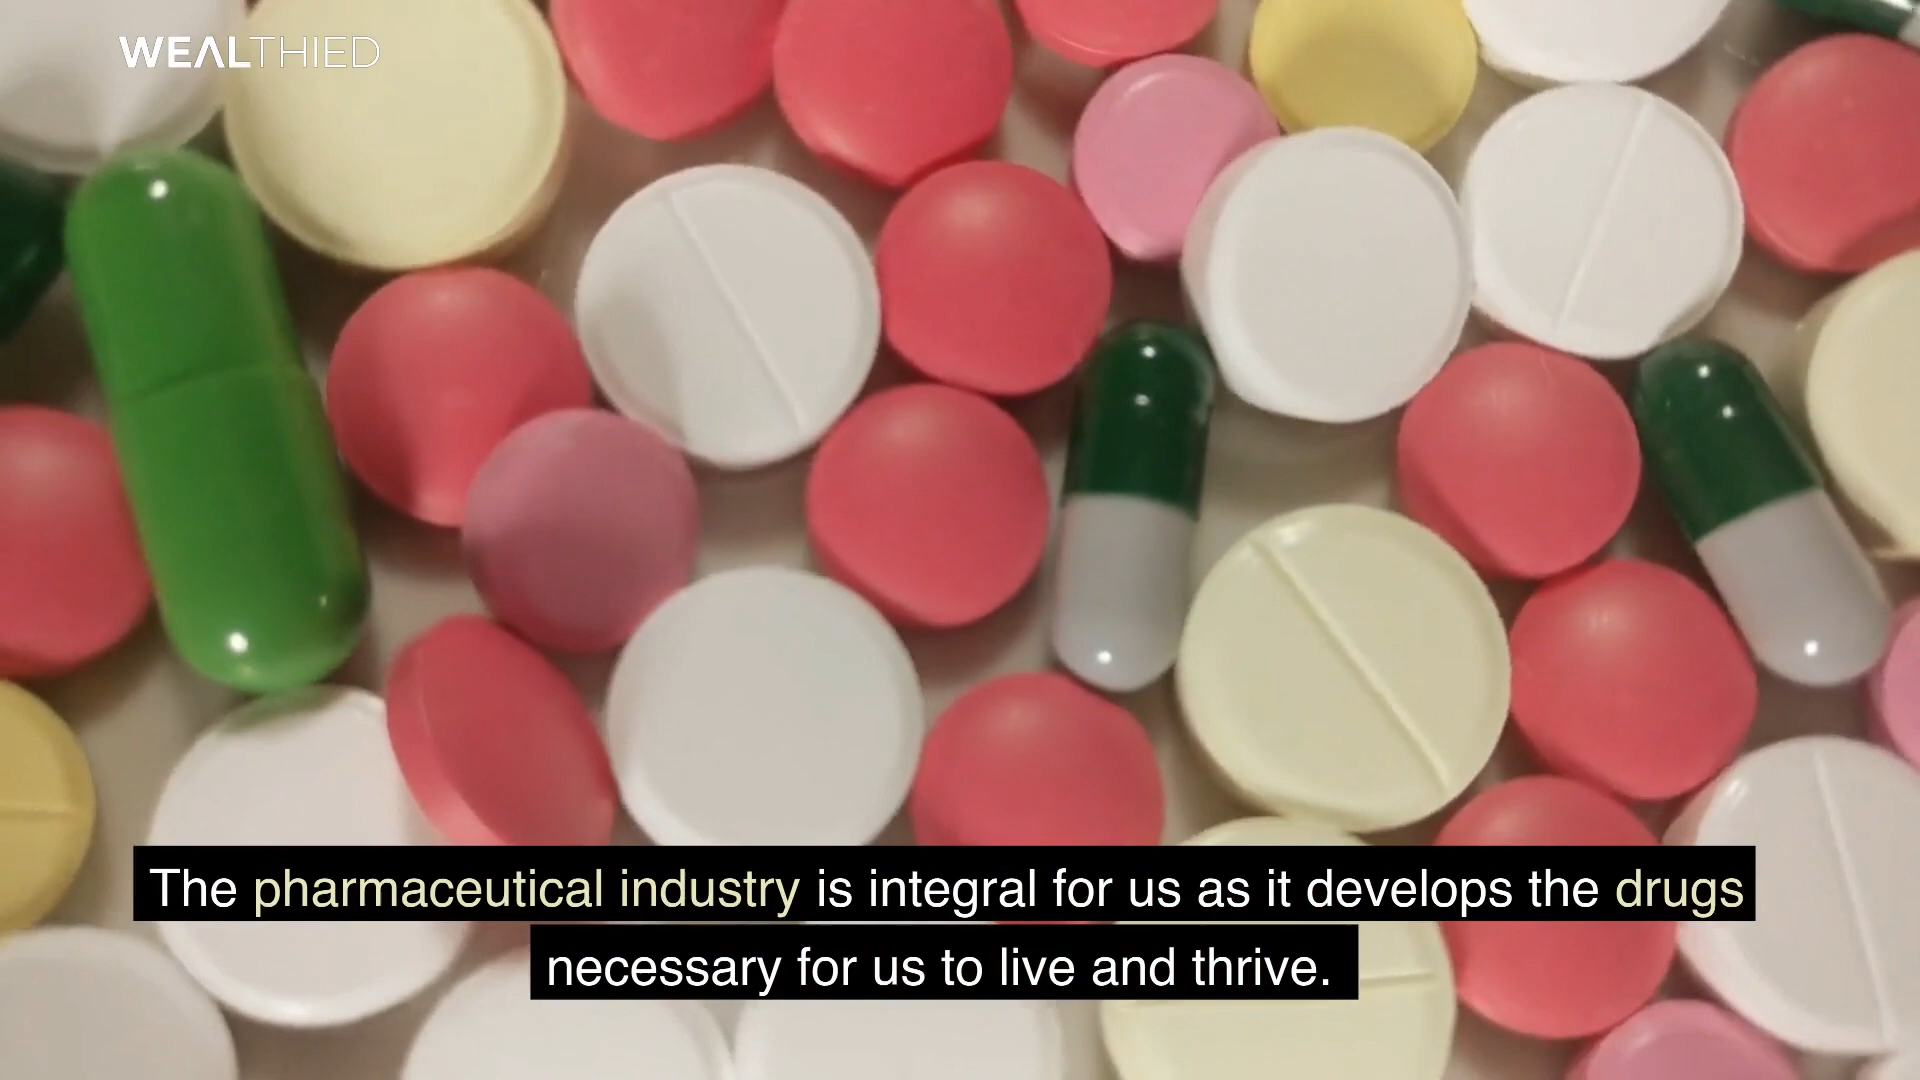 WEALTHIED
The pharmaceutical industry is integral for us as it develops the drugs
necessary for us to live and thrive.